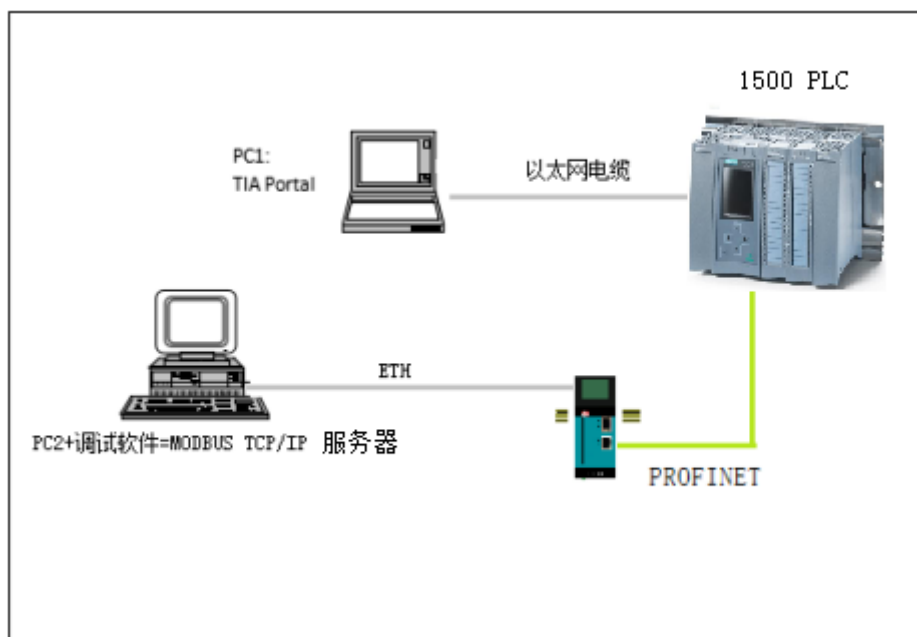 1500 PLC
PC1:
TIA Portal
以太网电缆
ETH
PC2+调试软件=MODBUS TCP/IP 服务器
PROFINET